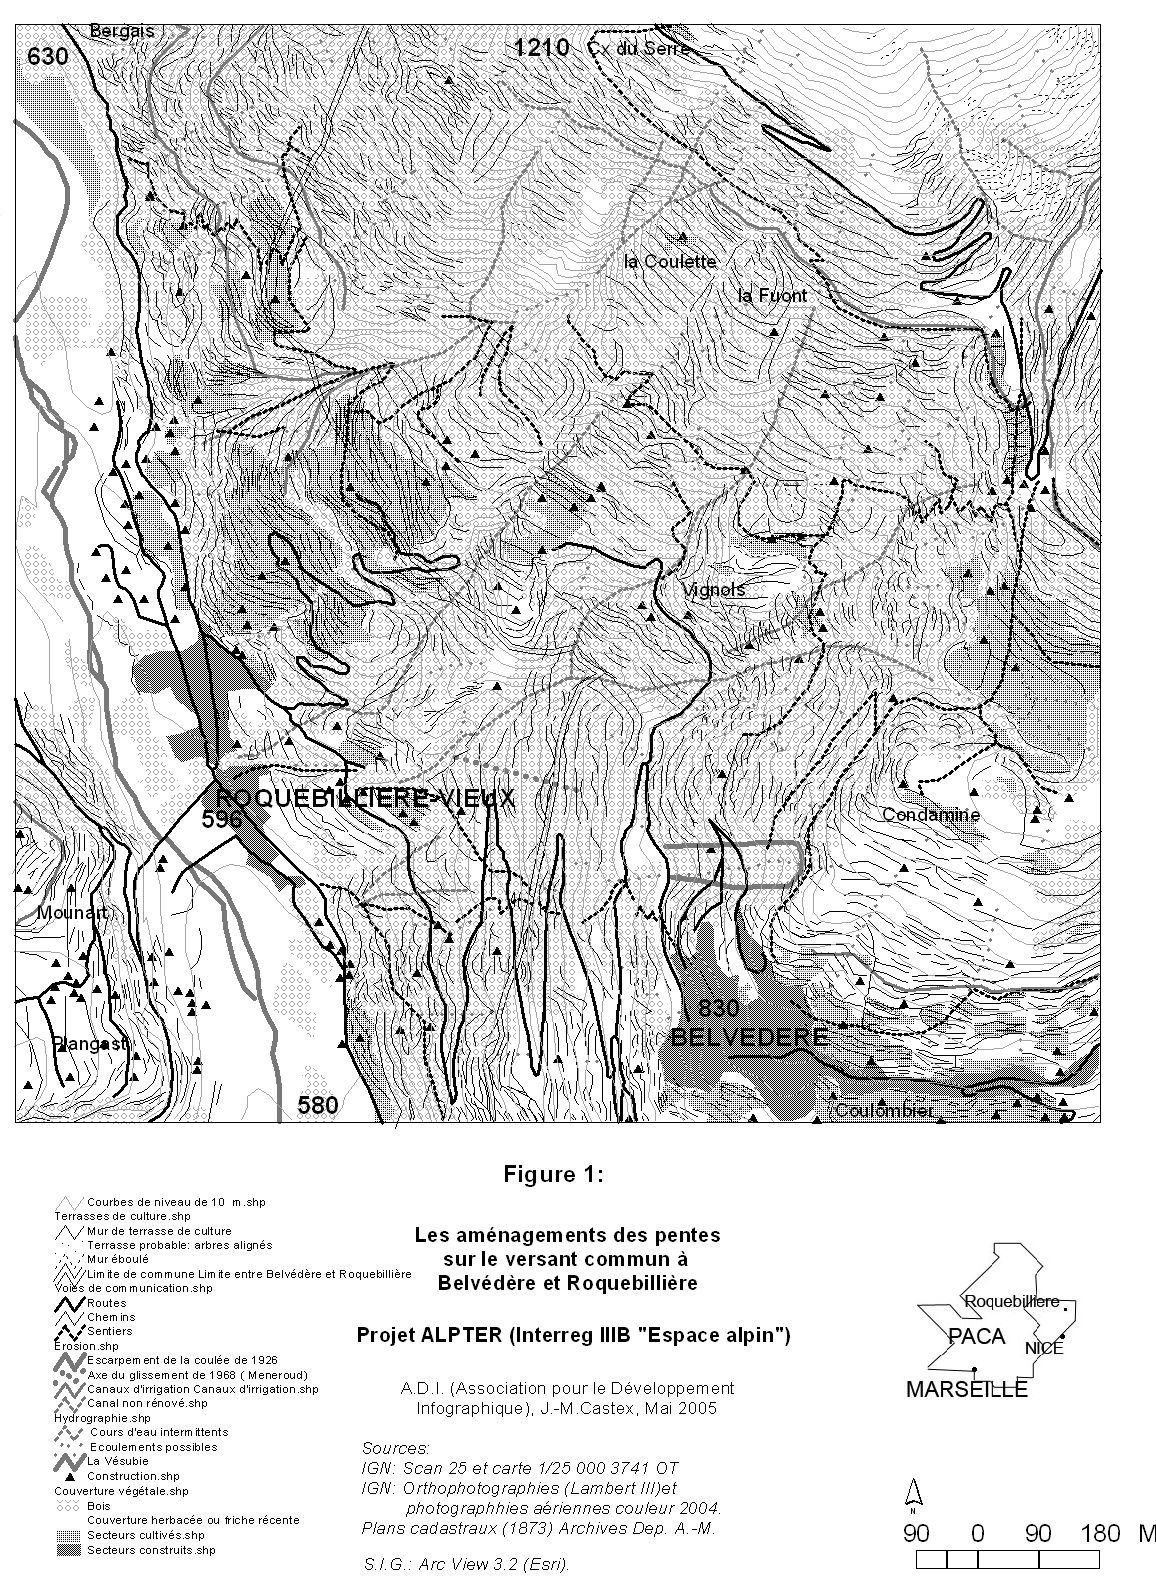 Bergais
630
1210
Cx du Serre
la Coulette
la Fuont
Vignols
ROQUEBILLIERE-VIEUX
596
Condamine
Mounart
830
BELVEDERE
Plangast
580
Coulombier
Figure 1:
Les aménagements des pentes
sur le versant commun à
Belvédère et Roquebillière
Projet ALPTER (Interreg IIIB "Espace alpin")
A.D.I. (Association pour le Développement
Infographique), J.-M.Castex, Mai 2005
Sources:
IGN: Scan 25 et carte 1/25 000 3741 OT
IGN: Orthophotographies (Lambert III)et
photographhies aériennes couleur 2004.
Plans cadastraux (1873) Archives Dep. A.-M.
S.I.G.: Arc View 3.2 (Esri).
Courbes de niveau de 10 m.shp
Terrasses de culture.shp
Mur de terrasse de culture
Terrasse probable: arbres alignés
Mur éboulé
Limite de commune Limite entre Belvédère et Roquebillière
Voies de communication.shp
Routes
Chemins
Sentiers
Erosion.shp
Escarpement de la coulée de 1926
Axe du glissement de 1968 ( Meneroud)
Canaux d'irrigation Canaux d'irrigation.shp
Canal non rénové.shp
Hydrographie.shp
Cours d'eau intermittents
Ecoulements possibles
La Vésubie
Construction.shp
Couverture végétale.shp
Bois
Couverture herbacée ou friche récente
Secteurs cultivés.shp
Secteurs construits.shp
Roquebilliere
PACA
NICE
MARSEILLE
N
90 0 90 180 M